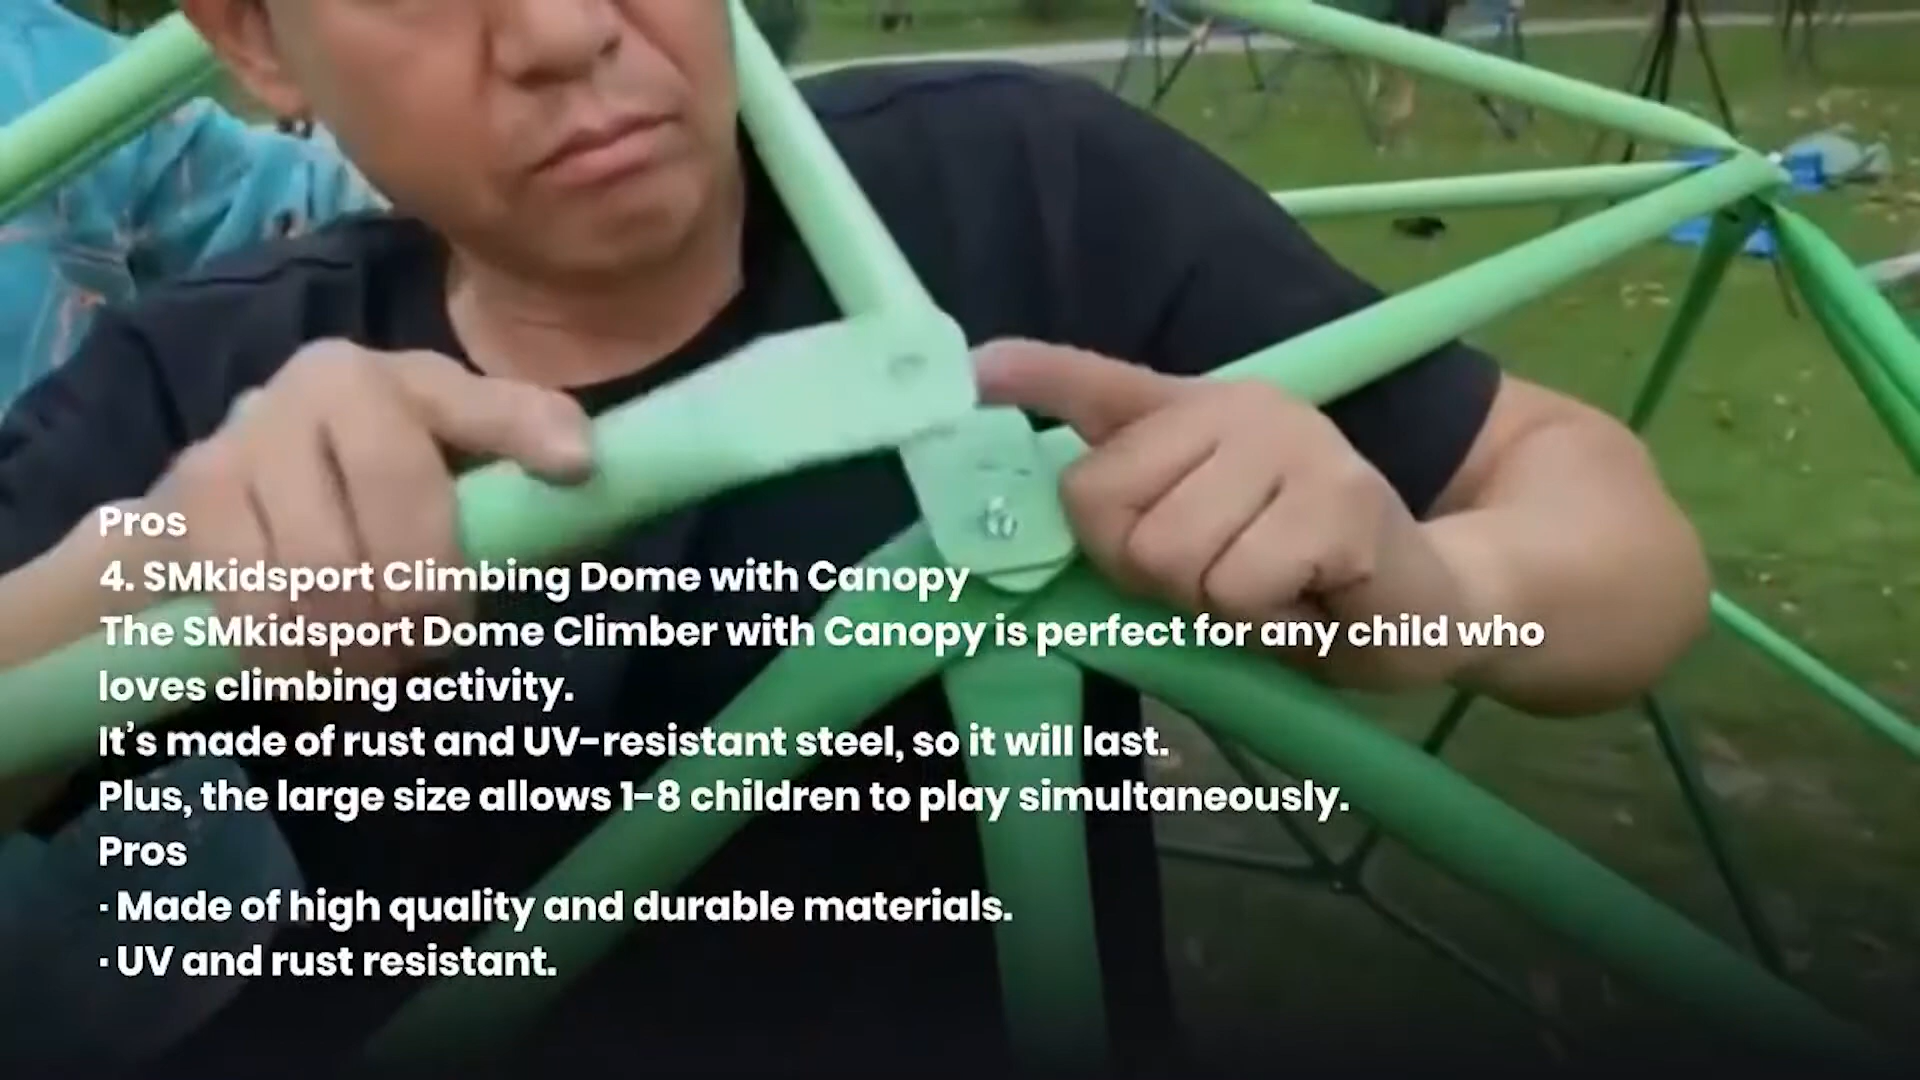 Pros
4. SMkidsport Climbing Dome with Canopy
The SMkidsport Dome Climber with Canopy is perfect for any child who
loves climbing activity.
It's made of rust and UV-resistant steel, so it will last.
Plus, the large size allows 1-8 children to play simultaneously.
Pros
· Made of high quality and durable materials.
· UV and rust resistant.